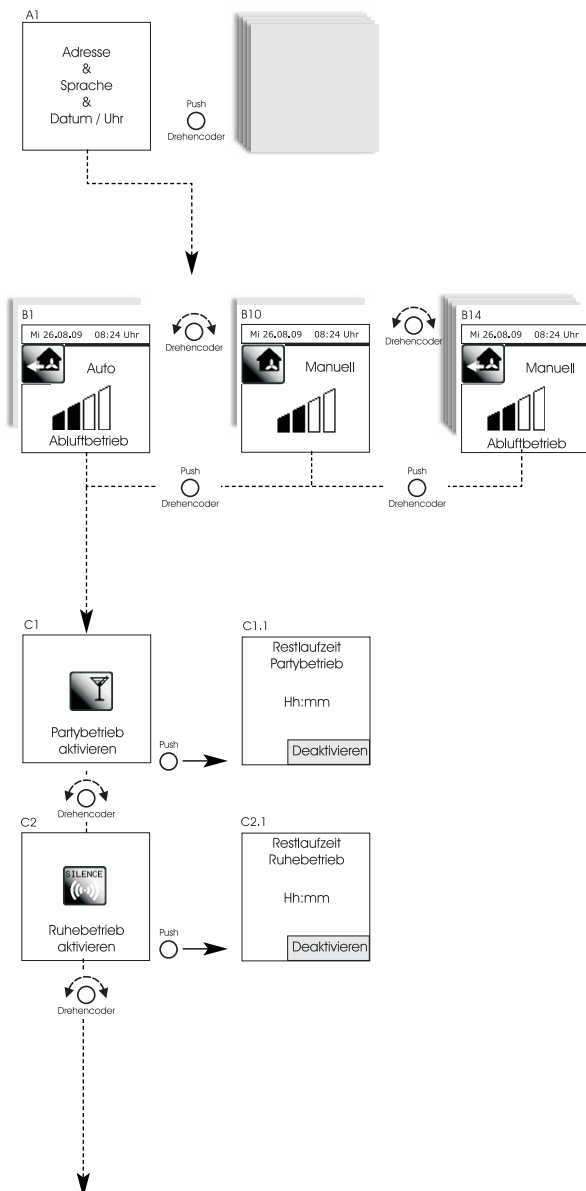 A1
Adresse
&
Sprache
&
Datum / Uhr
Push
Drehencoder
B1
Mi 26.08.09 08:24 Uhr
Auto
Abluftbetrieb
Drehencoder
B10
Mi 26.08.09 08:24 Uhr
Manuell
Drehencoder
B14
Mi 26.08.09 08:24 Uhr
Manuell
Abluftbetrieb
Push
Drehencoder
Push
Drehencoder
C1
Partybetrieb
aktivieren
Push
C1.1
Restlaufzeit
Partybetrieb
Hh:mm
Deaktivieren
Drehencoder
C2
SILENCE
Ruhebetrieb
aktivieren
Push
C2.1
Restlaufzeit
Ruhebetrieb
Hh:mm
Deaktivieren
Drehencoder